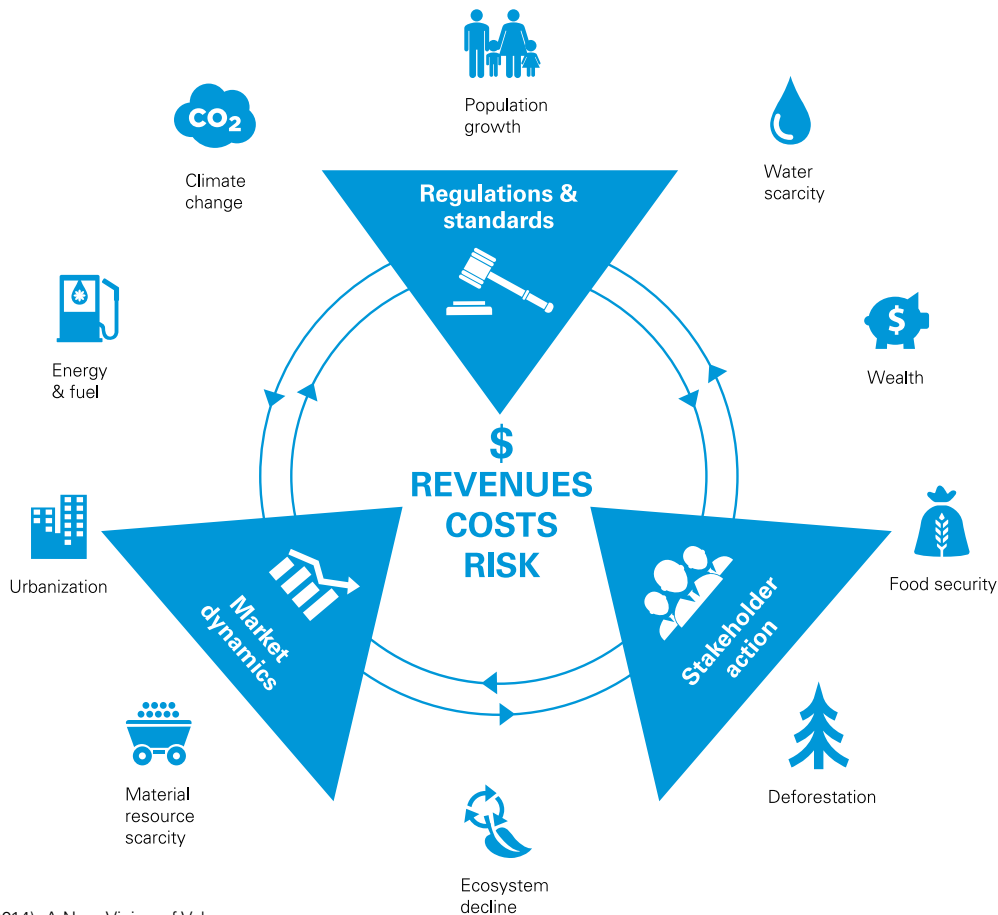 Population
growth
CO2
Climate
change
Water
scarcity
Regulations &
standards
Energy
& fuel
$
Wealth
$
REVENUES
COSTS
RISK
Urbanization
Food security
Market
dynamics
Stakeholder
action
Material
resource
scarcity
Deforestation
Ecosystem
decline